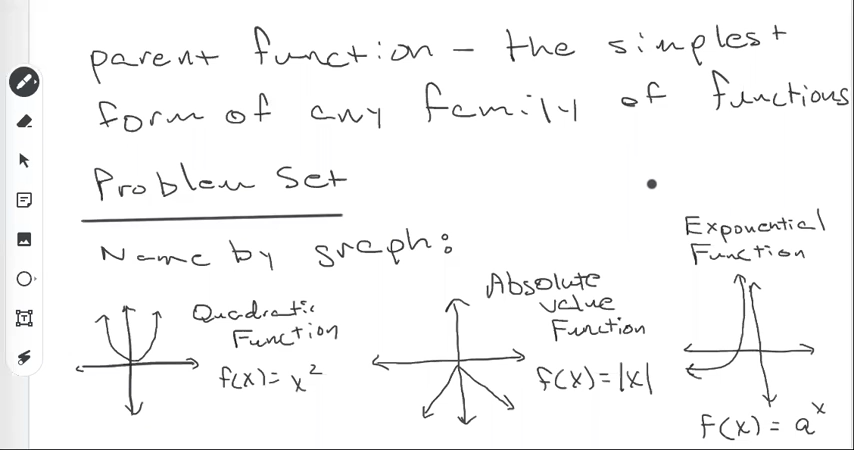 parent function – the simplest
form of any family of functions
Problem Set
Name by graph:
Quadratic
Function
f(x) = x²
Absolute
value
Function
f(x) = |x|
Exponential
Function
f(x) = aˣ